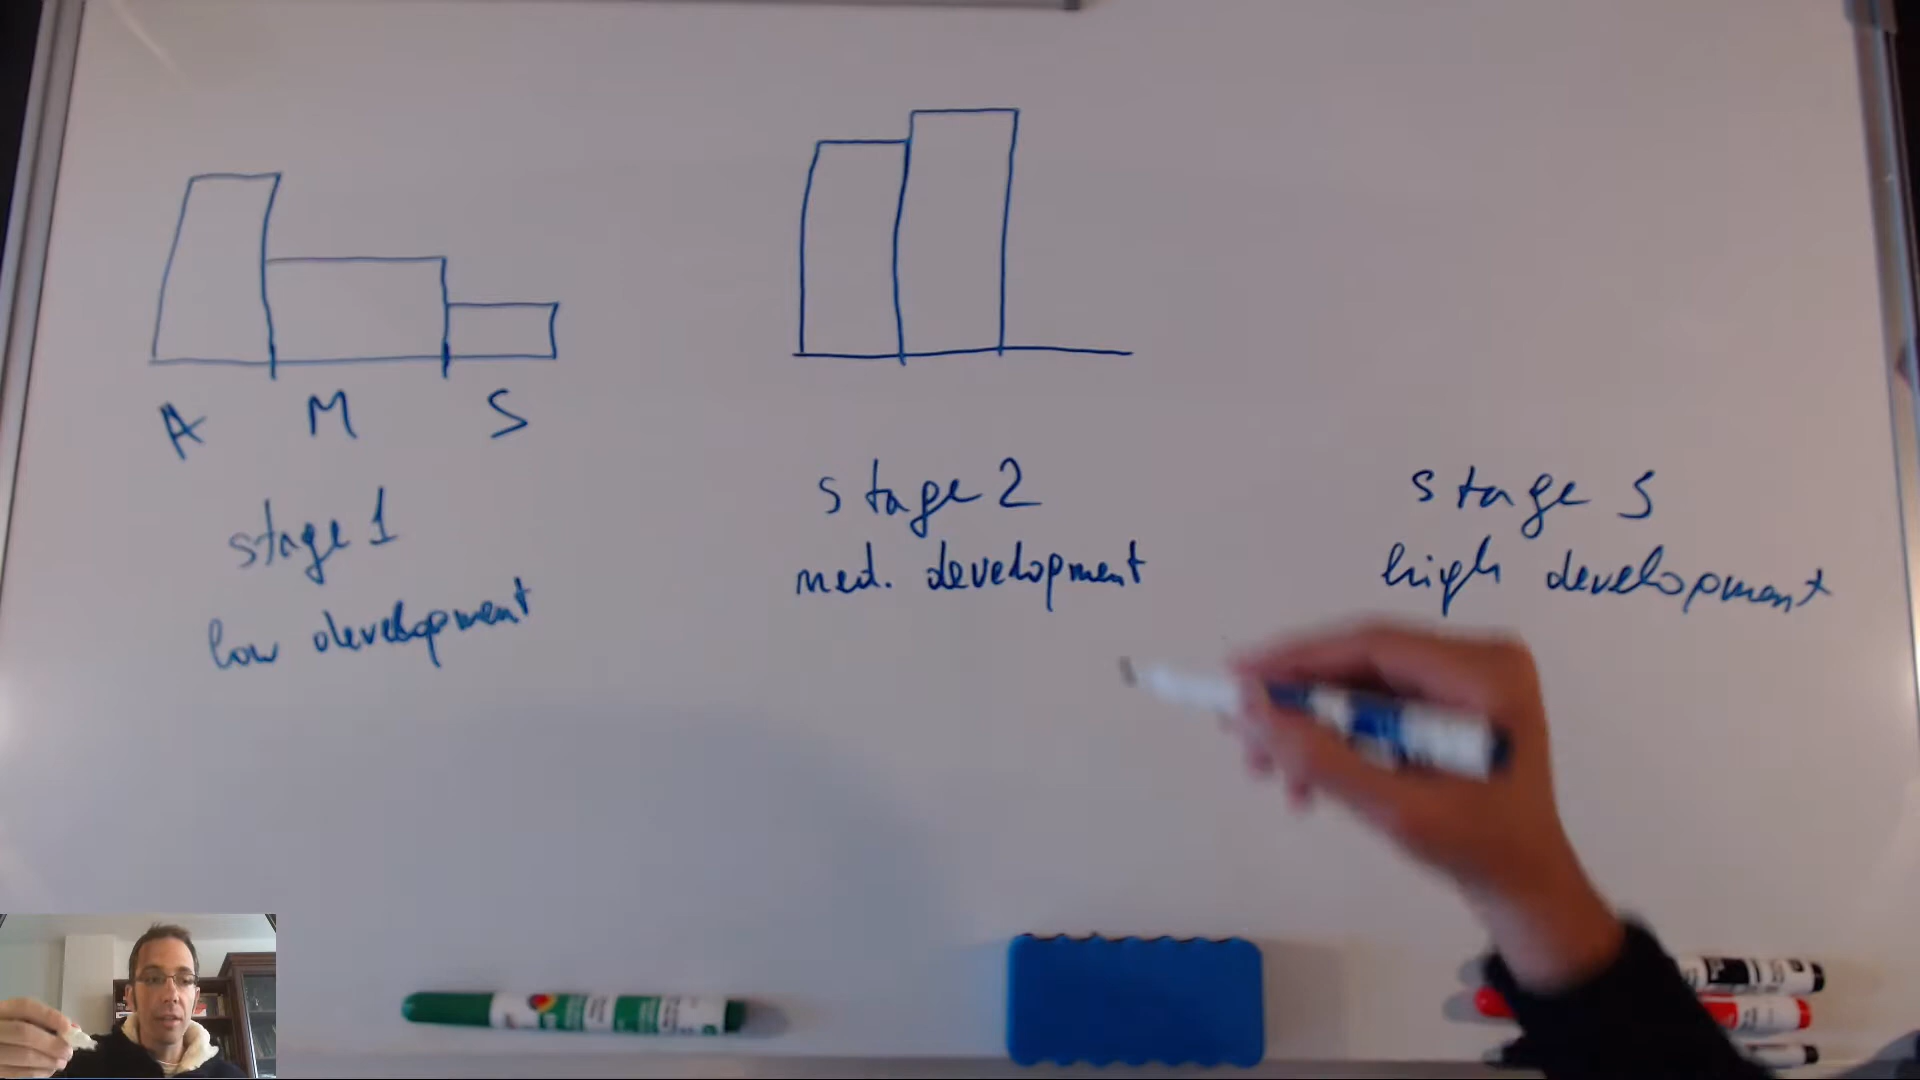 A M S
stage 1
low development
stage 2
med. development
stage 3
high development